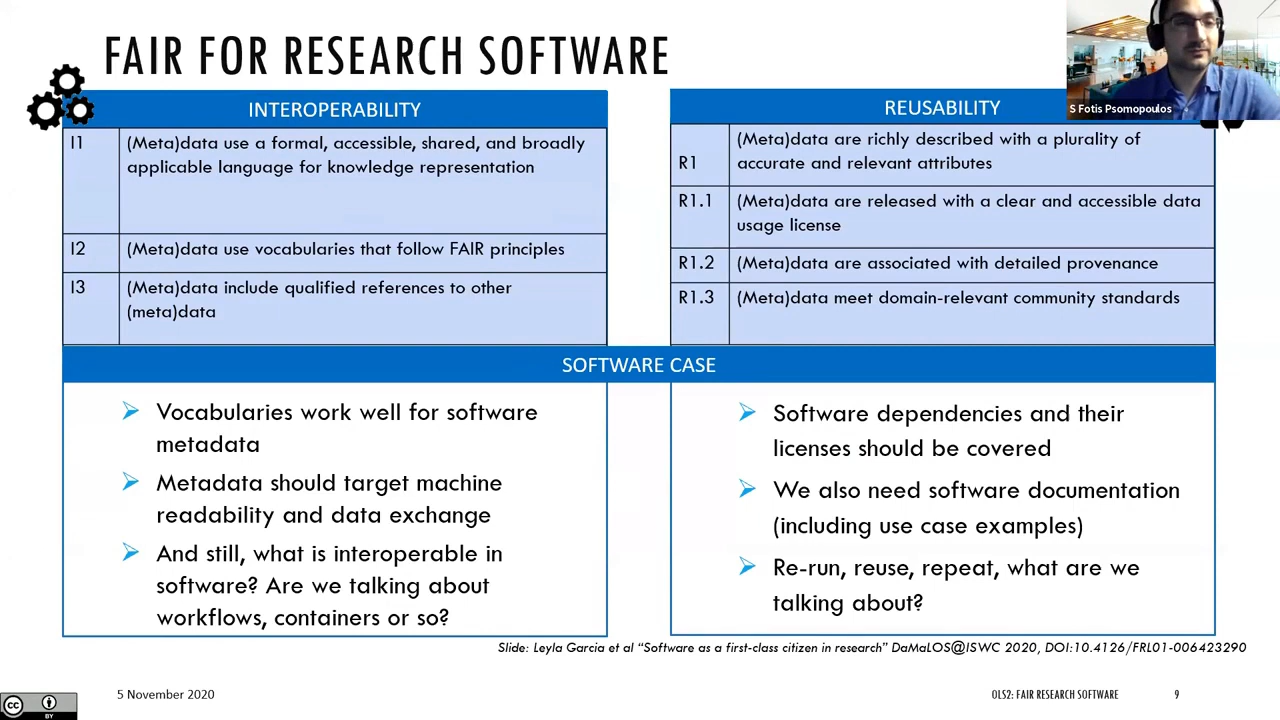 FAIR FOR RESEARCH SOFTWARE
S Fotis Psomopoulos
INTEROPERABILITY
I1 (Meta)data use a formal, accessible, shared, and broadly
applicable language for knowledge representation
I2 (Meta)data use vocabularies that follow FAIR principles
I3 (Meta)data include qualified references to other
(meta)data
REUSABILITY
R1 (Meta)data are richly described with a plurality of
accurate and relevant attributes
R1.1 (Meta)data are released with a clear and accessible data
usage license
R1.2 (Meta)data are associated with detailed provenance
R1.3 (Meta)data meet domain-relevant community standards
SOFTWARE CASE
Vocabularies work well for software
metadata
Metadata should target machine
readability and data exchange
And still, what is interoperable in
software? Are we talking about
workflows, containers or so?
Software dependencies and their
licenses should be covered
We also need software documentation
(including use case examples)
Re-run, reuse, repeat, what are we
talking about?
Slide: Leyla Garcia et al "Software as a first-class citizen in research" DaMaLOS@ISWC 2020, DOI:10.4126/FRL01-006423290
cc BY
5 November 2020
OLS2: FAIR RESEARCH SOFTWARE
9